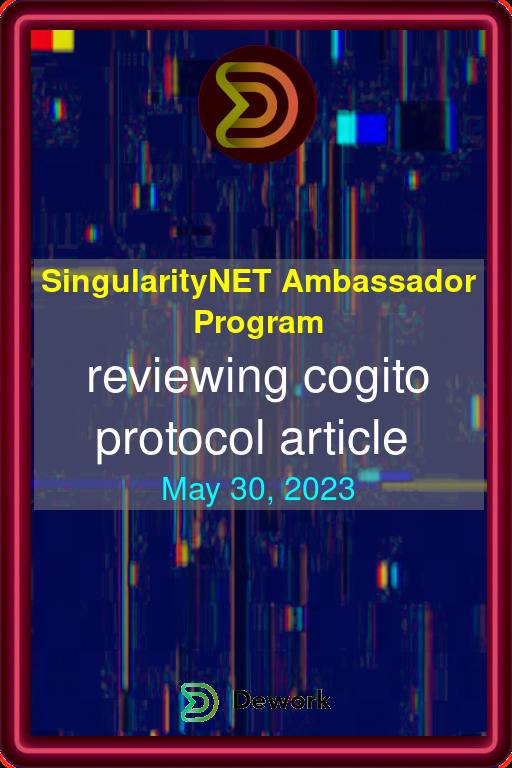 SingularityNET Ambassador
Program
reviewing cogito
protocol article
May 30, 2023
Dework